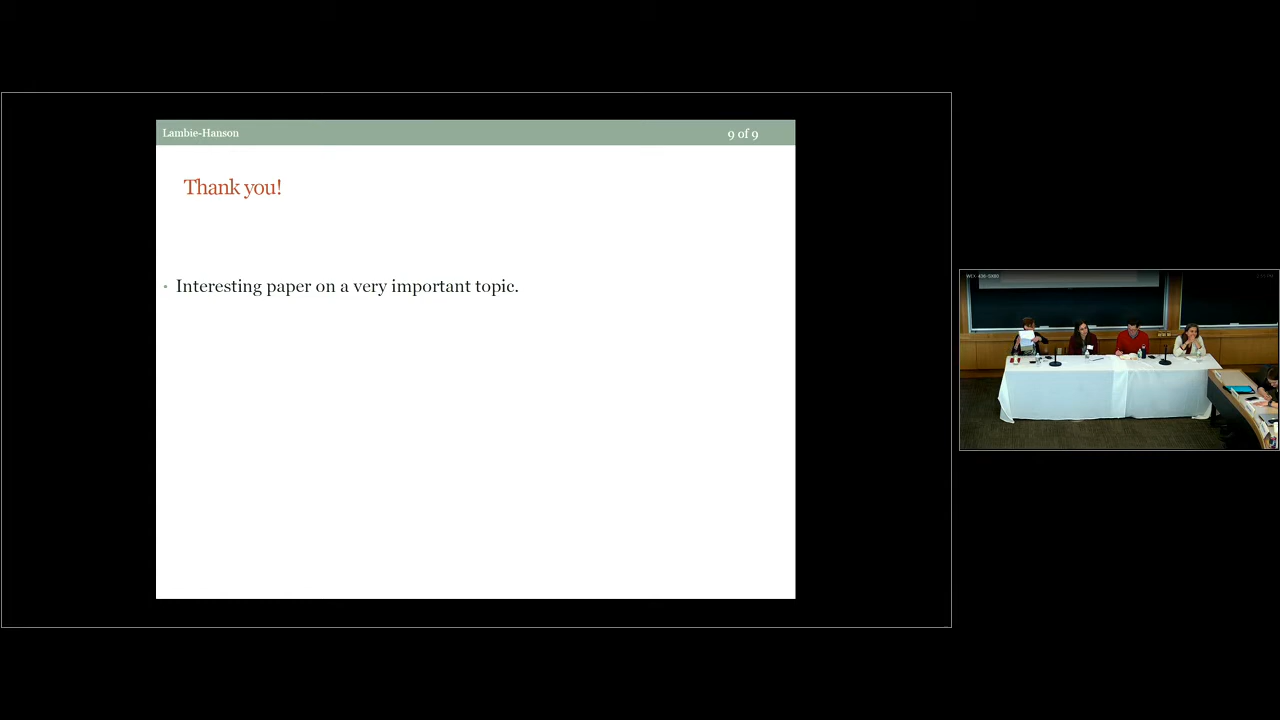 Lambie-Hanson
9 of 9
Thank you!
Interesting paper on a very important topic.